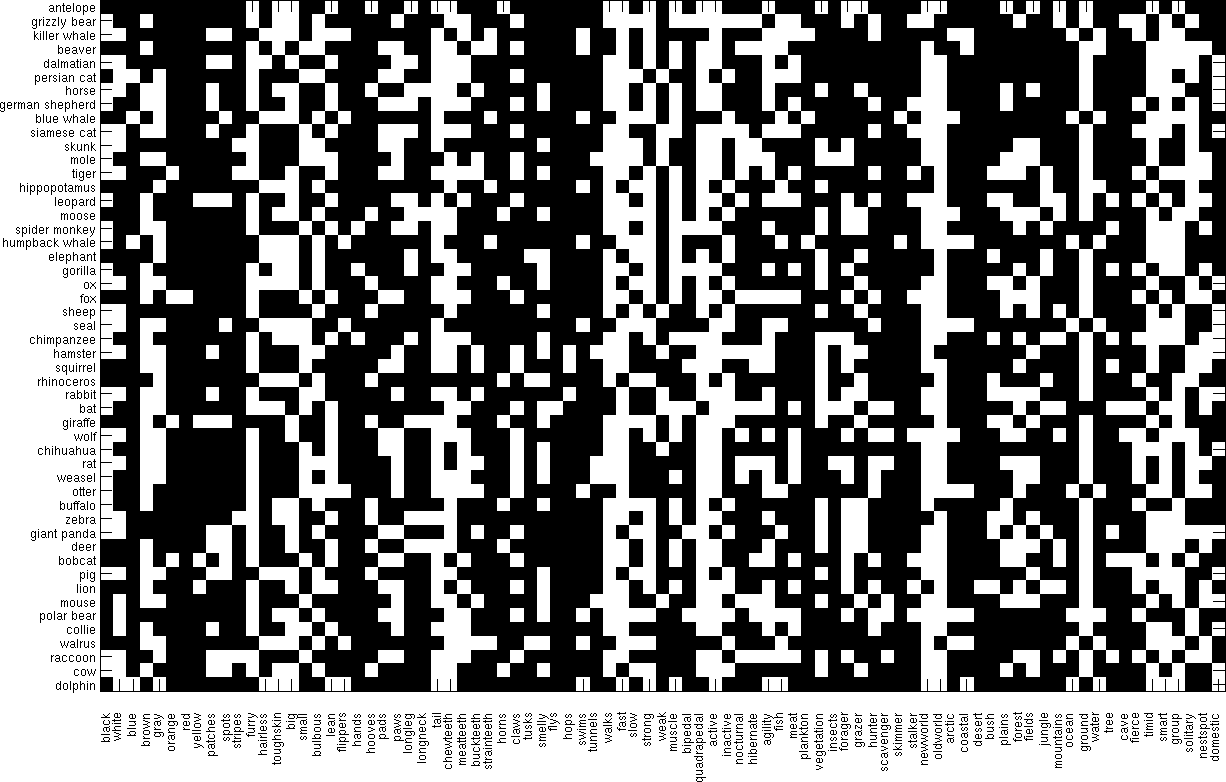 antelope
grizzly bear
killer whale
beaver
dalmatian
persian cat
horse
german shepherd
blue whale
siamese cat
skunk
mole
tiger
hippopotamus
leopard
moose
spider monkey
humpback whale
elephant
gorilla
ox
fox
sheep
seal
chimpanzee
hamster
squirrel
rhinoceros
rabbit
bat
giraffe
wolf
chihuahua
rat
weasel
otter
buffalo
zebra
giant panda
deer
bobcat
pig
lion
mouse
polar bear
collie
walrus
raccoon
cow
dolphin
black
white
blue
brown
gray
orange
red
yellow
patches
spots
stripes
furry
hairless
toughskin
big
small
bulbous
lean
flippers
hands
hooves
pads
paws
longleg
longneck
tail
chewteeth
meatteeth
buckteeth
strainteeth
horns
claws
tusks
smelly
flys
hops
swims
tunnels
walks
fast
slow
strong
weak
muscle
bipedal
quadrapedal
active
inactive
nocturnal
hibernate
agility
fish
meat
plankton
vegetation
insects
forager
grazer
hunter
scavenger
skimmer
stalker
newworld
oldworld
arctic
coastal
desert
bush
plains
forest
fields
jungle
mountains
ocean
ground
water
tree
cave
fierce
timid
smart
group
solitary
nestspot
domestic